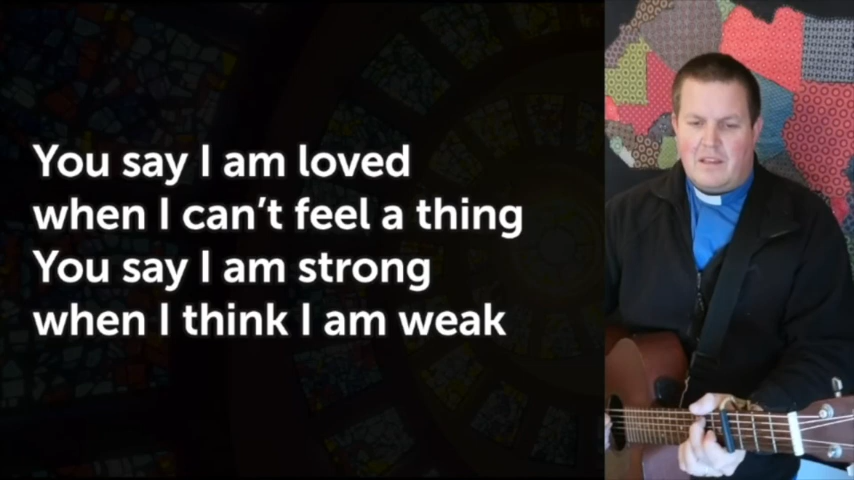 You say I am loved
when I can’t feel a thing
You say I am strong
when I think I am weak